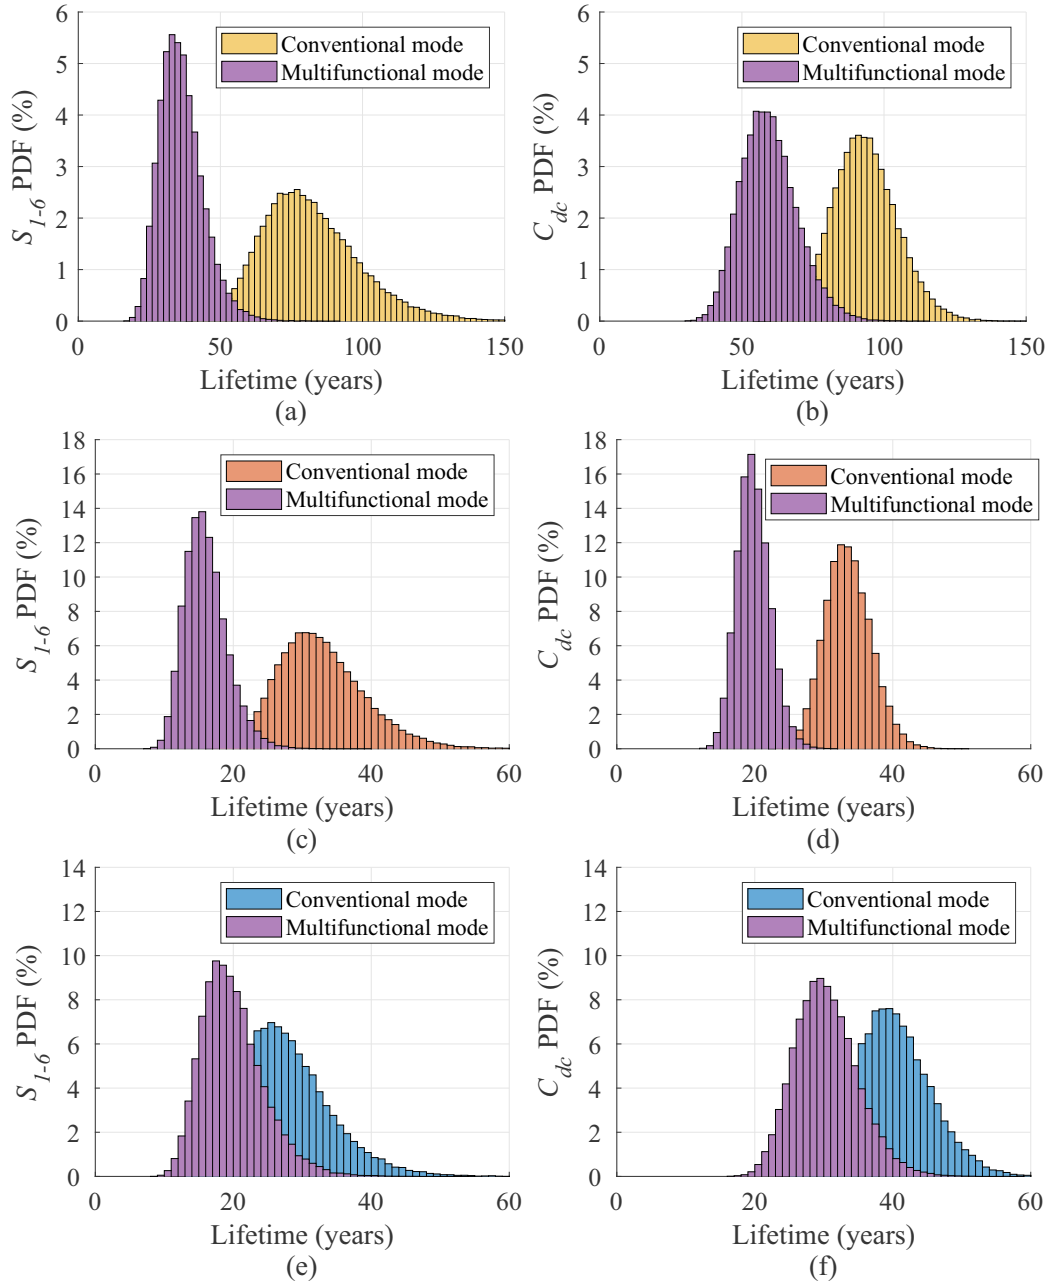 S1-6 PDF (%)
6
5
4
3
2
1
0
Conventional mode
Multifunctional mode
0 50 100 150
Lifetime (years)
(a)
Cdc PDF (%)
6
5
4
3
2
1
0
Conventional mode
Multifunctional mode
0 50 100 150
Lifetime (years)
(b)
S1-6 PDF (%)
18
16
14
12
10
8
6
4
2
0
Conventional mode
Multifunctional mode
0 20 40 60
Lifetime (years)
(c)
Cdc PDF (%)
18
16
14
12
10
8
6
4
2
0
Conventional mode
Multifunctional mode
0 20 40 60
Lifetime (years)
(d)
S1-6 PDF (%)
14
12
10
8
6
4
2
0
Conventional mode
Multifunctional mode
0 20 40 60
Lifetime (years)
(e)
Cdc PDF (%)
14
12
10
8
6
4
2
0
Conventional mode
Multifunctional mode
0 20 40 60
Lifetime (years)
(f)